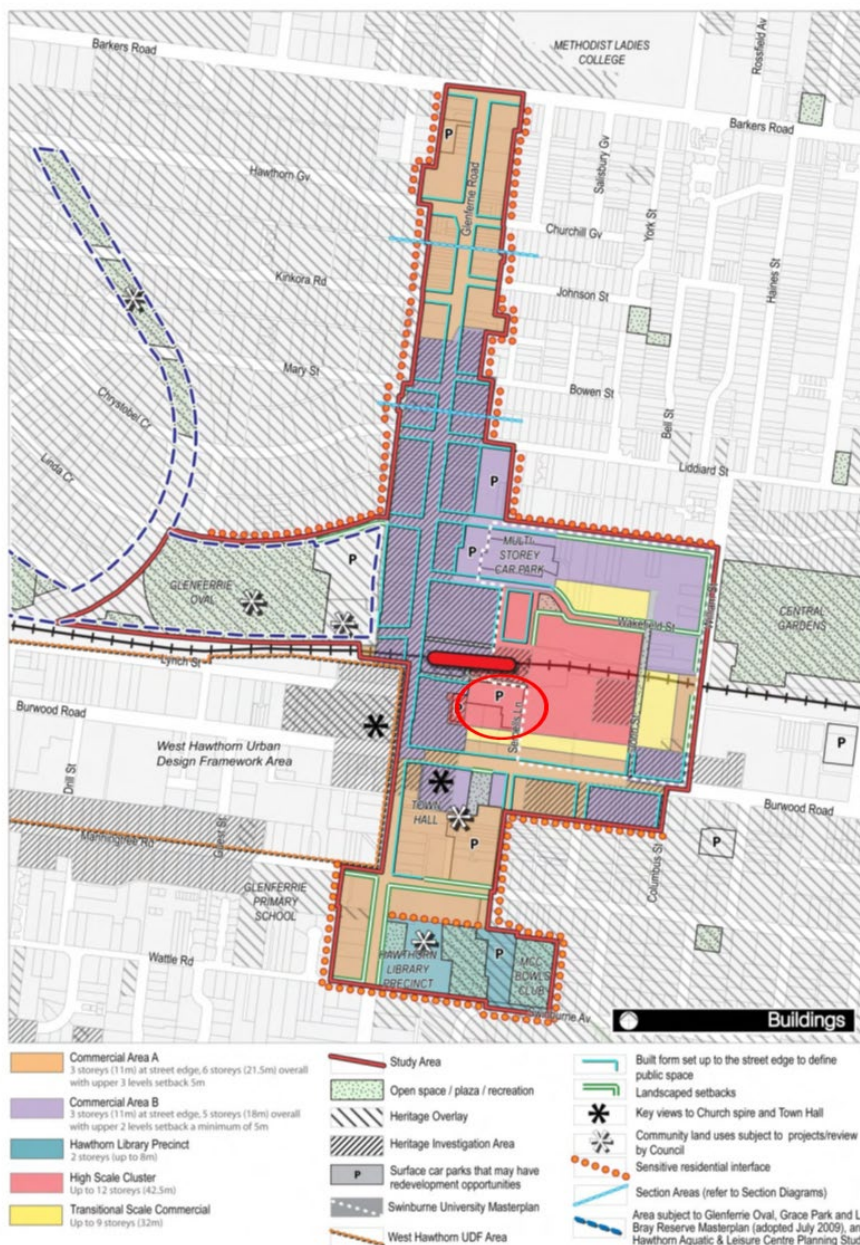 Barkers Road
METHODIST LADIES
COLLEGE
Rossfield Av
Barkers Road
P
Glenferrie Road
Salisbury Gv
Hawthorn Gv
York St
Churchill Gv
Haines St
Kinkora Rd
Johnson St
Mary St
Bowen St
Chrystobel Cr
Bell St
Linda Cr
Liddiard St
P
P
P
MULTI-
STOREY
CAR PARK
GLENFERRIE
OVAL
Wakefield St
William St
CENTRAL
GARDENS
Lynch St
P
Burwood Road
Serpells Ln
P
West Hawthorn Urban
Design Framework Area
Drill St
TOWN
HALL
Burwood Road
P
P
Manningtree Rd
Guest St
Columbus St
GLENFERRIE
PRIMARY
SCHOOL
Wattle Rd
HAWTHORN
LIBRARY
PRECINCT
P
MCC
BOWLS
CLUB
Swinburne Av
Buildings
Commercial Area A
3 storeys (11m) at street edge, 6 storeys (21.5m) overall
with upper 3 levels setback 5m
Commercial Area B
3 storeys (11m) at street edge, 5 storeys (18m) overall
with upper 2 levels setback a minimum of 5m
Hawthorn Library Precinct
2 storeys (up to 8m)
High Scale Cluster
Up to 12 storeys (42.5m)
Transitional Scale Commercial
Up to 9 storeys (32m)
Study Area
Open space / plaza / recreation
Heritage Overlay
Heritage Investigation Area
P
Surface car parks that may have
redevelopment opportunities
Swinburne University Masterplan
West Hawthorn UDF Area
Built form set up to the street edge to define
public space
Landscaped setbacks
Key views to Church spire and Town Hall
Community land uses subject to projects/review
by Council
Sensitive residential interface
Section Areas (refer to Section Diagrams)
Area subject to Glenferrie Oval, Grace Park and L
Bray Reserve Masterplan (adopted July 2009), an
Hawthorn Aquatic & Leisure Centre Planning Stud